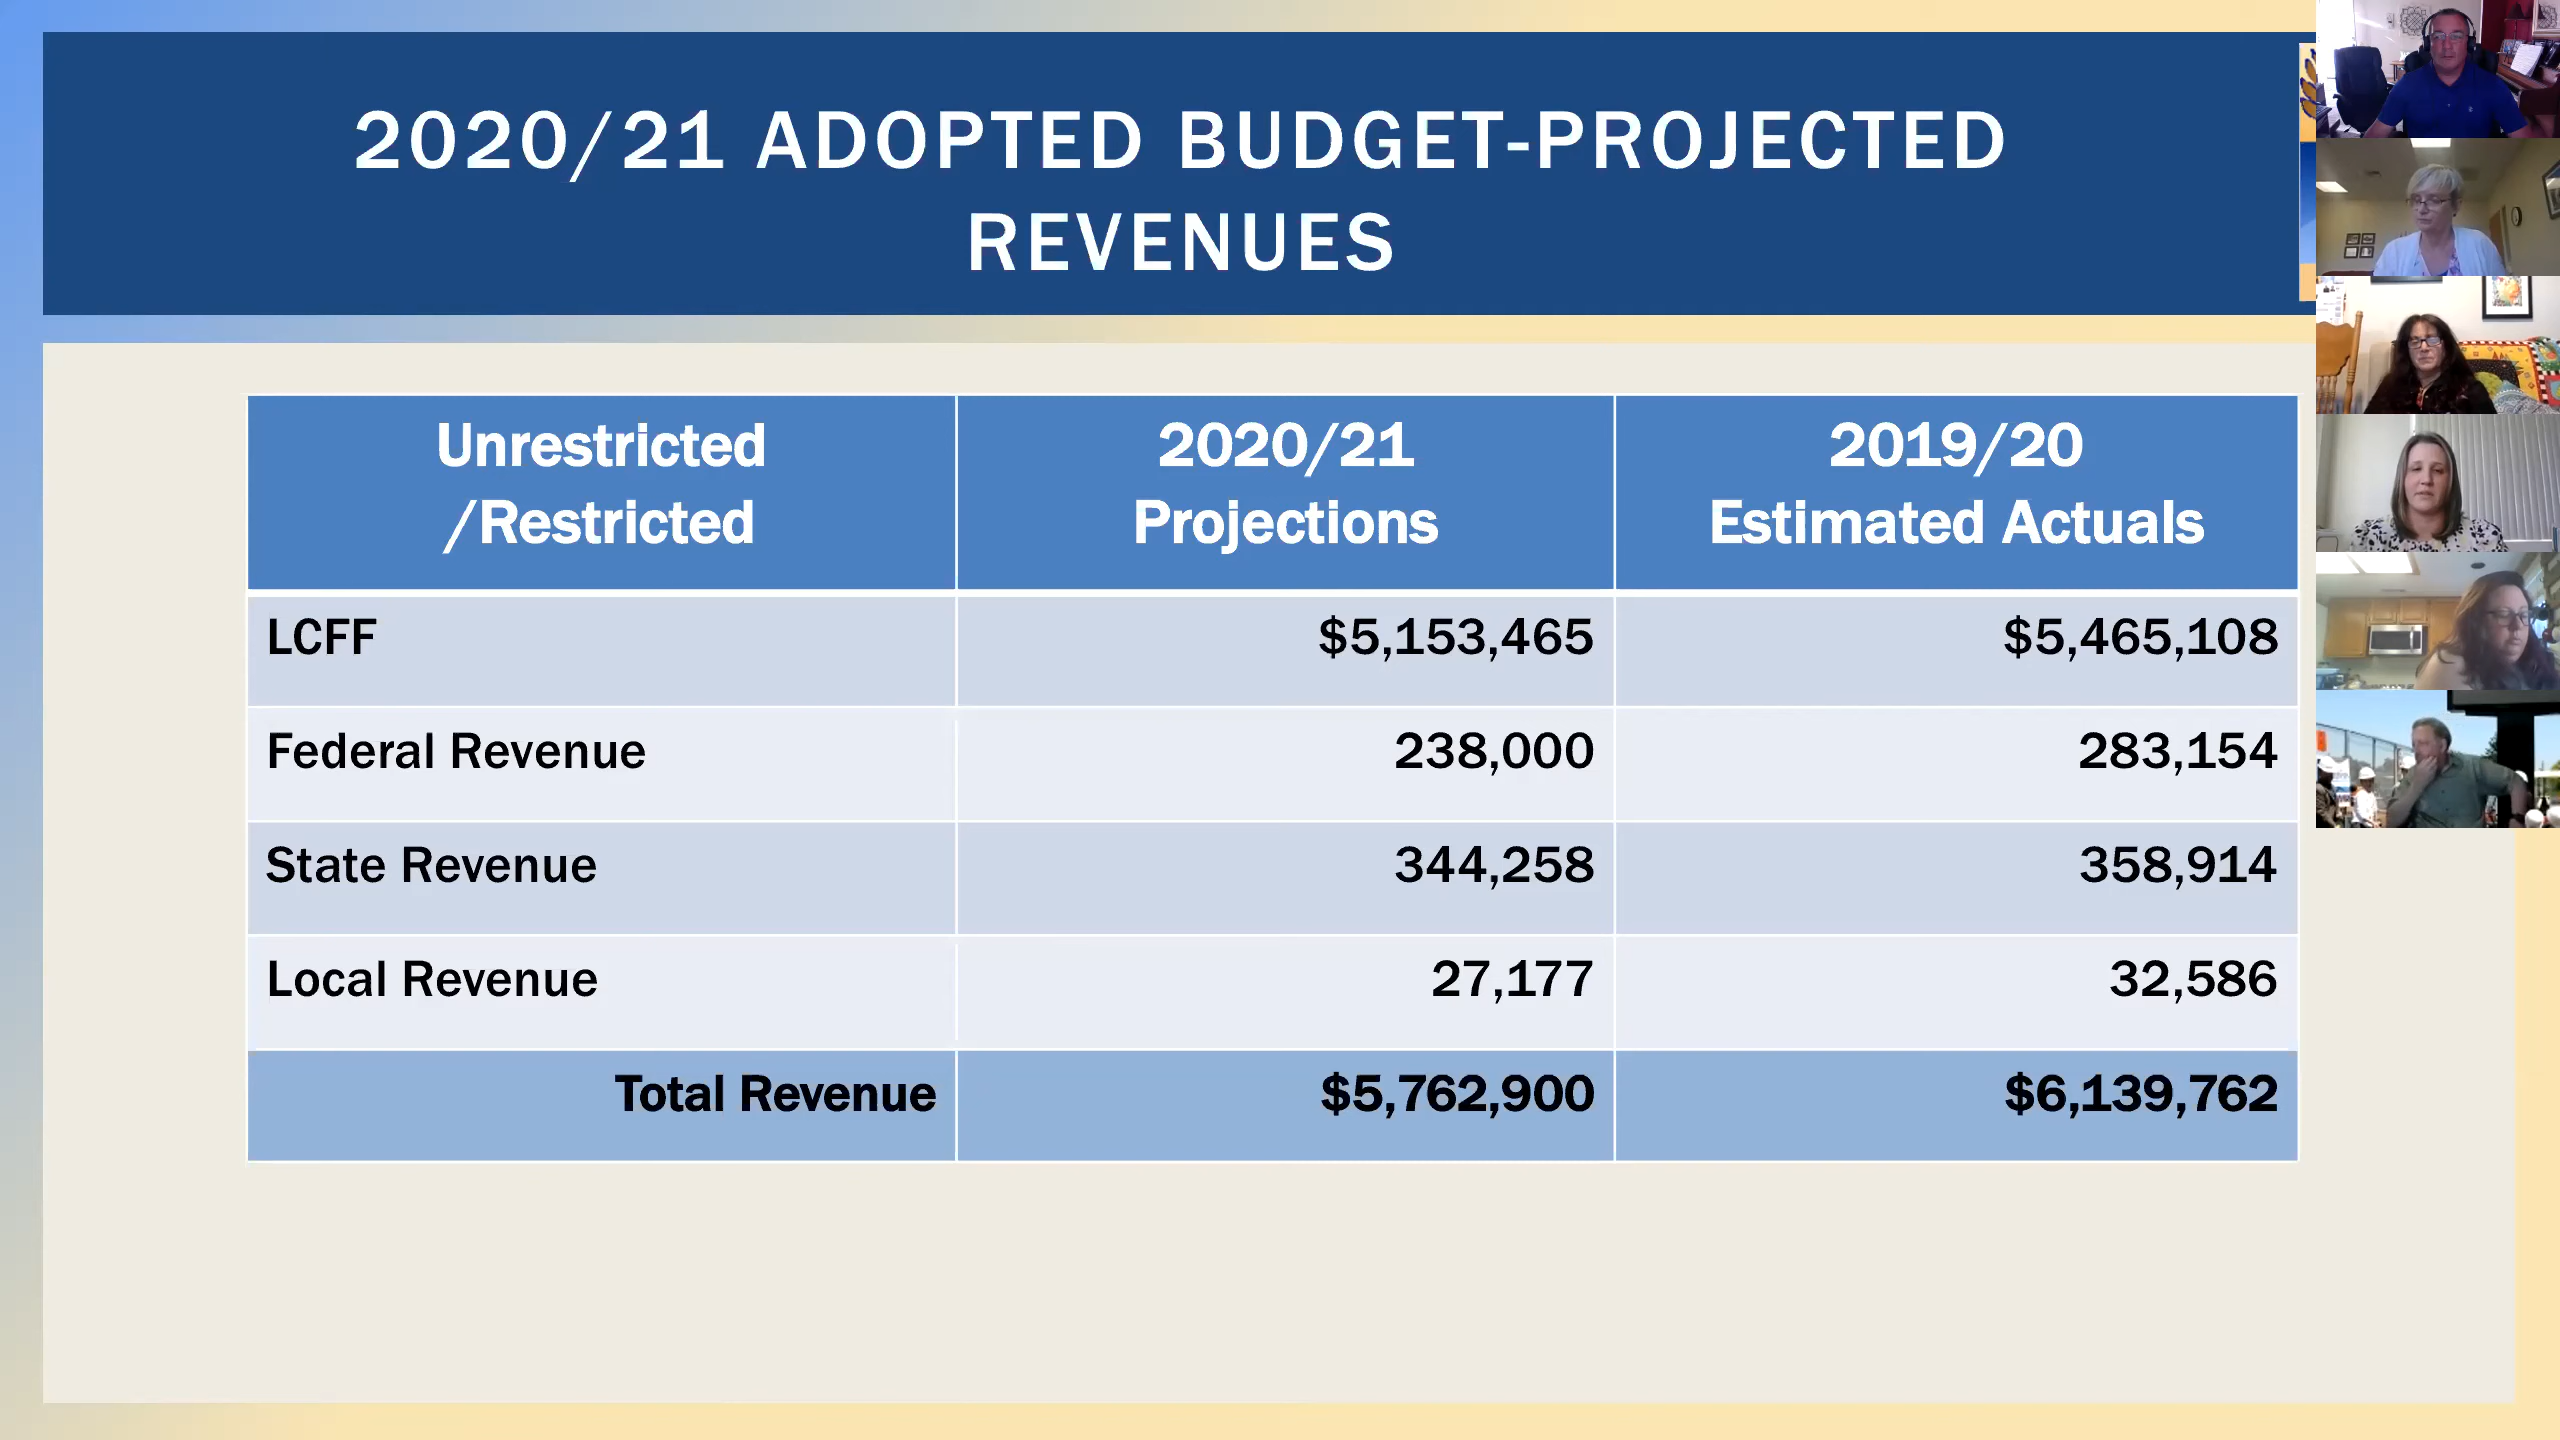 2020/21 ADOPTED BUDGET-PROJECTED
REVENUES
Unrestricted
/Restricted
2020/21
Projections
2019/20
Estimated Actuals
LCFF $5,153,465 $5,465,108
Federal Revenue 238,000 283,154
State Revenue 344,258 358,914
Local Revenue 27,177 32,586
Total Revenue $5,762,900 $6,139,762